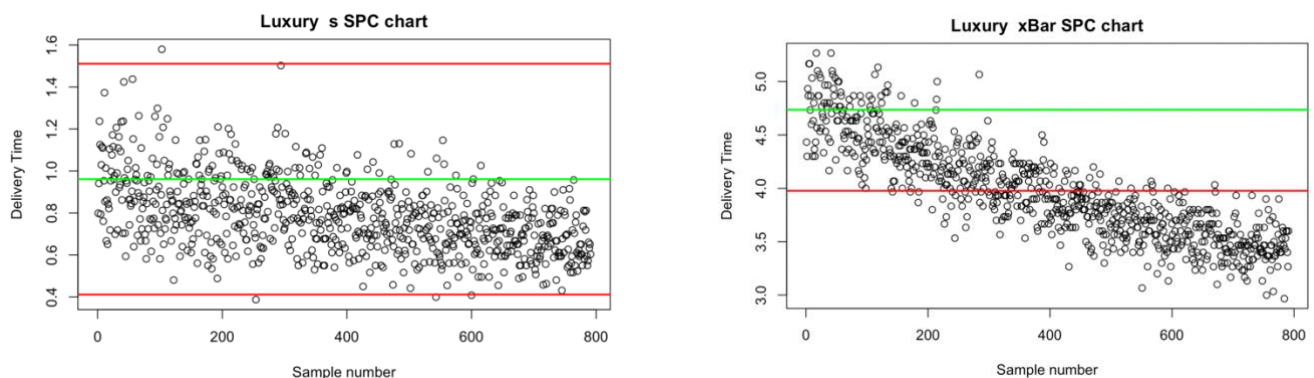 Luxury s SPC chart
Delivery Time
1.6
1.4
1.2
1.0
0.8
0.6
0.4
0 200 400 600 800
Sample number
Luxury xBar SPC chart
Delivery Time
5.0
4.5
4.0
3.5
3.0
0 200 400 600 800
Sample number